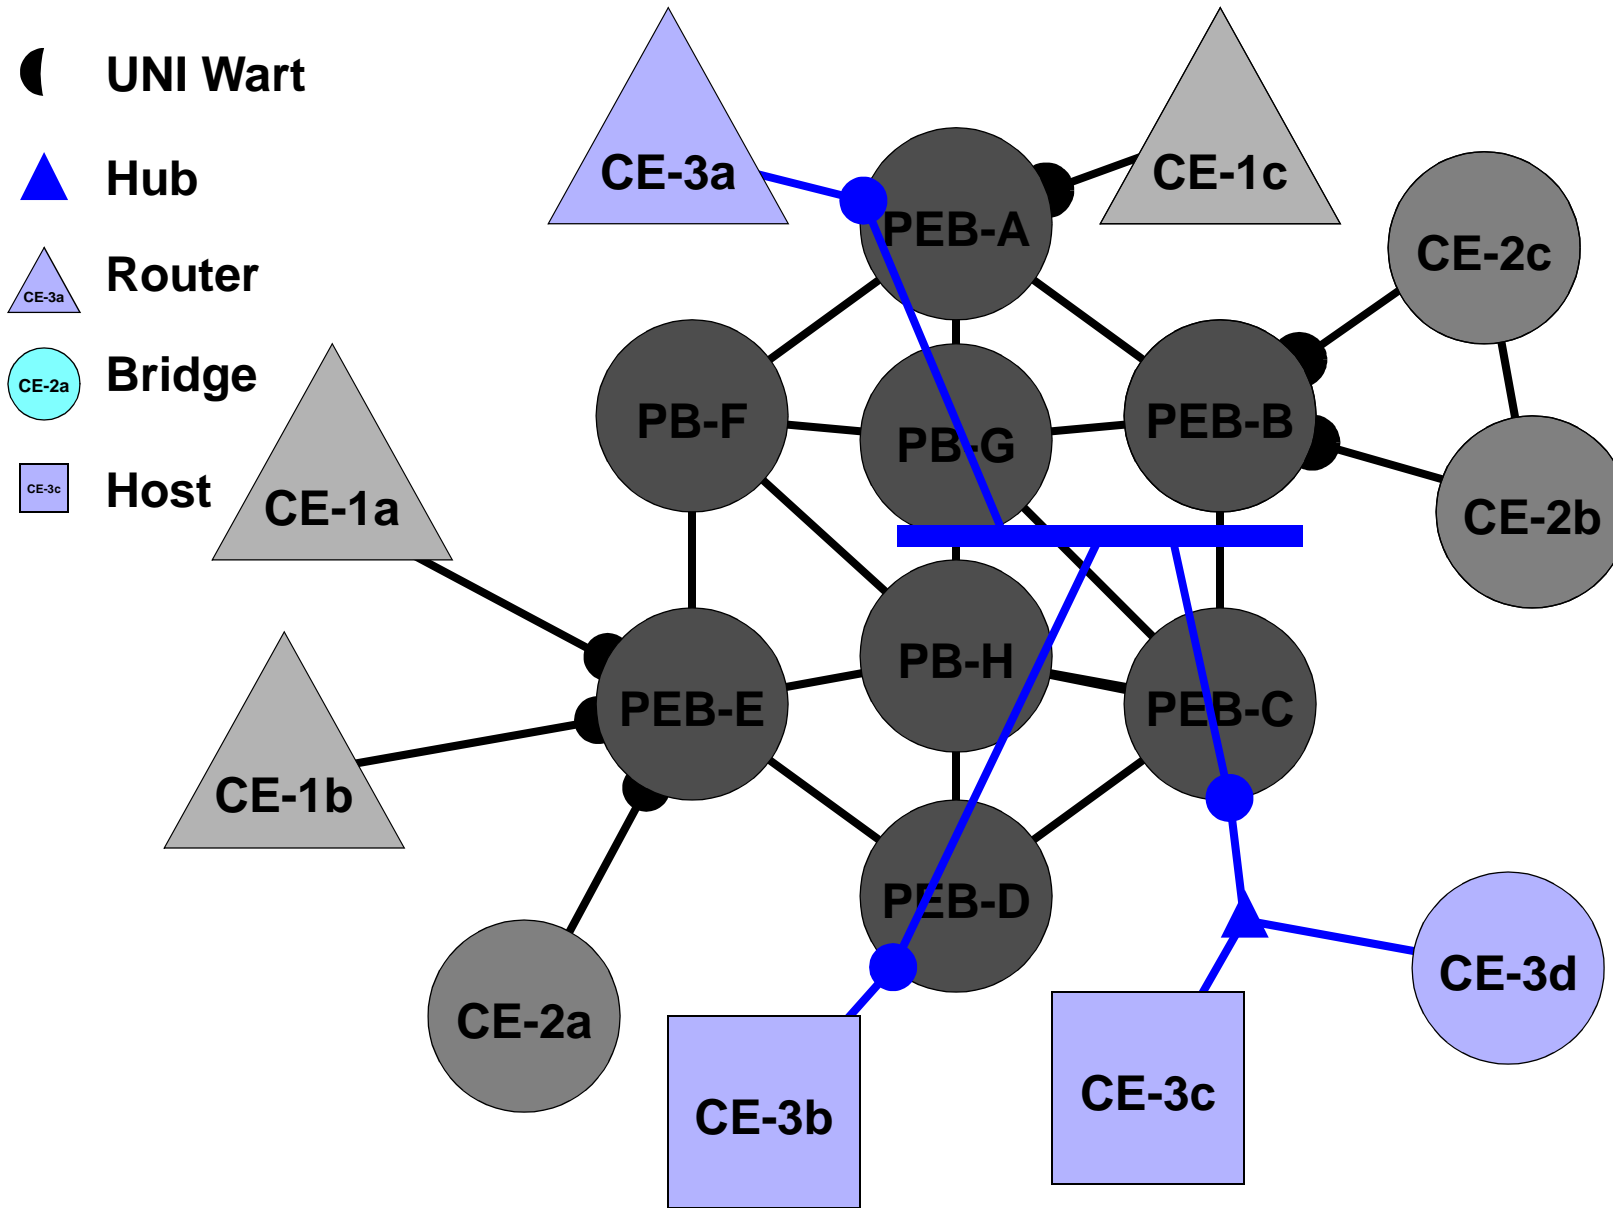 UNI Wart
Hub
CE-3a
Router
CE-2a
Bridge
CE-3c
Host
CE-3a
CE-1c
PEB-A
CE-2c
PB-F
PB-G
PEB-B
CE-1a
CE-2b
PB-H
PEB-E
PEB-C
CE-1b
PEB-D
CE-3d
CE-2a
CE-3c
CE-3b